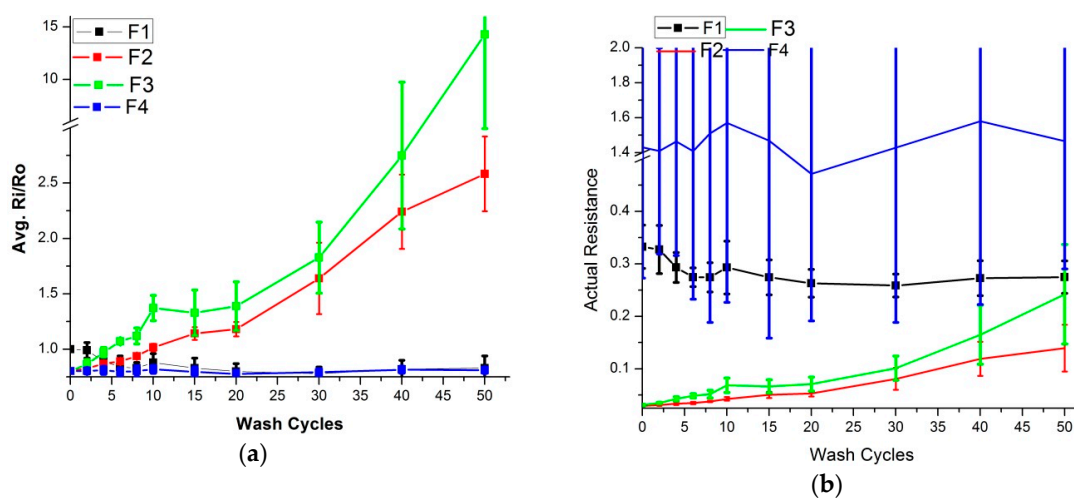 F1
F2
F3
F4
15
10
2.5
2.0
1.5
1.0
Avg. Ri/Ro
0 5 10 15 20 25 30 35 40 45 50
Wash Cycles
(a)
F1 F3
F2 F4
2.0
1.8
1.6
1.4
0.3
0.2
0.1
Actual Resistance
0 5 10 15 20 25 30 35 40 45 50
Wash Cycles
(b)